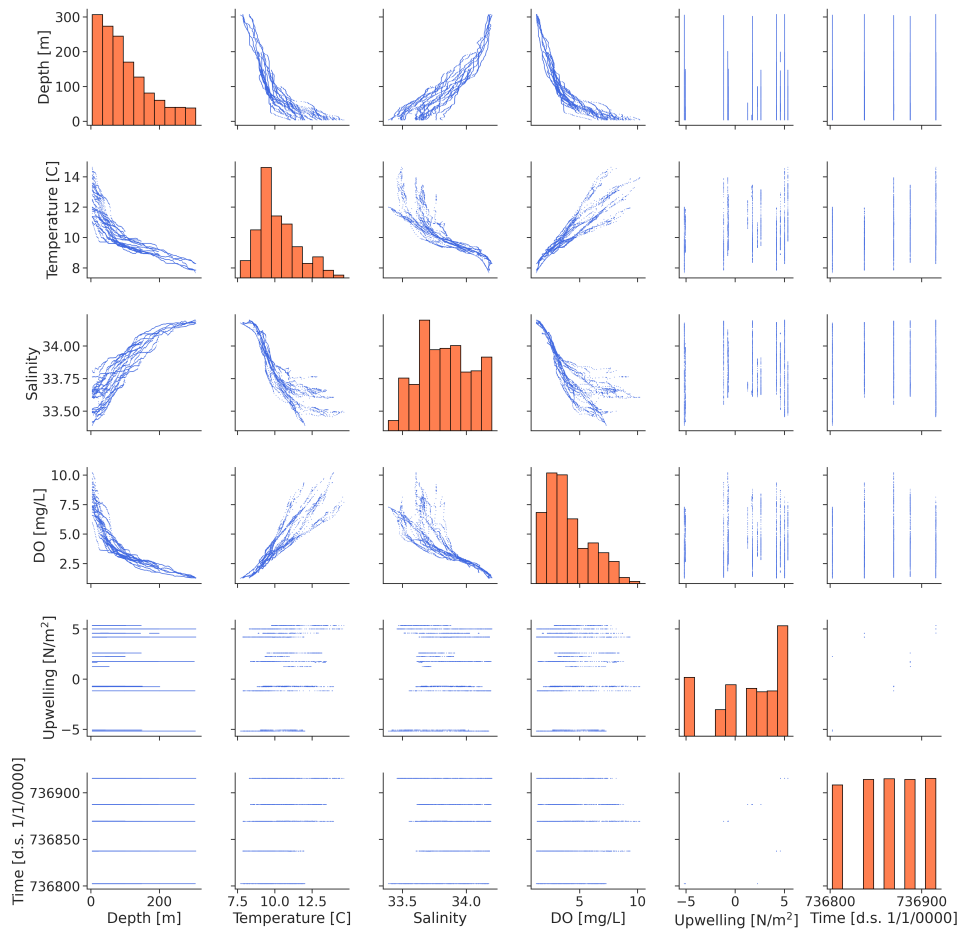 300
200
100
0
Depth [m]
14
12
10
8
Temperature [C]
34.00
33.75
33.50
Salinity
10.0
7.5
5.0
2.5
DO [mg/L]
5
0
−5
Upwelling [N/m²]
736900
736850
736800
Time [d.s. 1/1/0000]
0 200
Depth [m]
7.5 10.0 12.5
Temperature [C]
33.5 34.0
Salinity
5 10
DO [mg/L]
−5 0 5
Upwelling [N/m²]
736800 736900
Time [d.s. 1/1/0000]